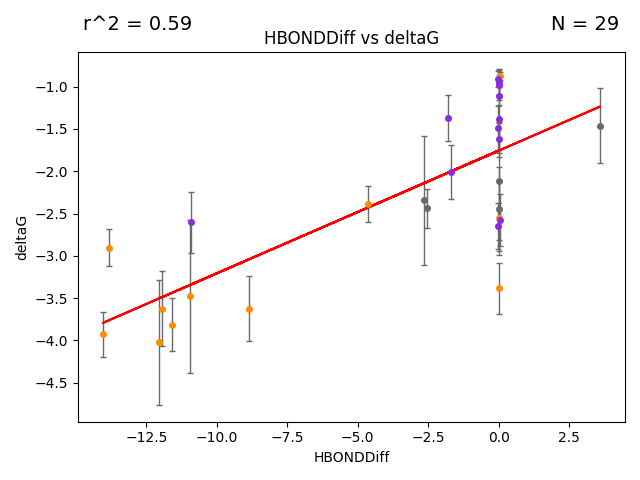 r^2 = 0.59
N = 29
HBONDDiff vs deltaG
−1.0
−1.5
−2.0
−2.5
−3.0
−3.5
−4.0
−4.5
deltaG
−12.5 −10.0 −7.5 −5.0 −2.5 0.0 2.5
HBONDDiff